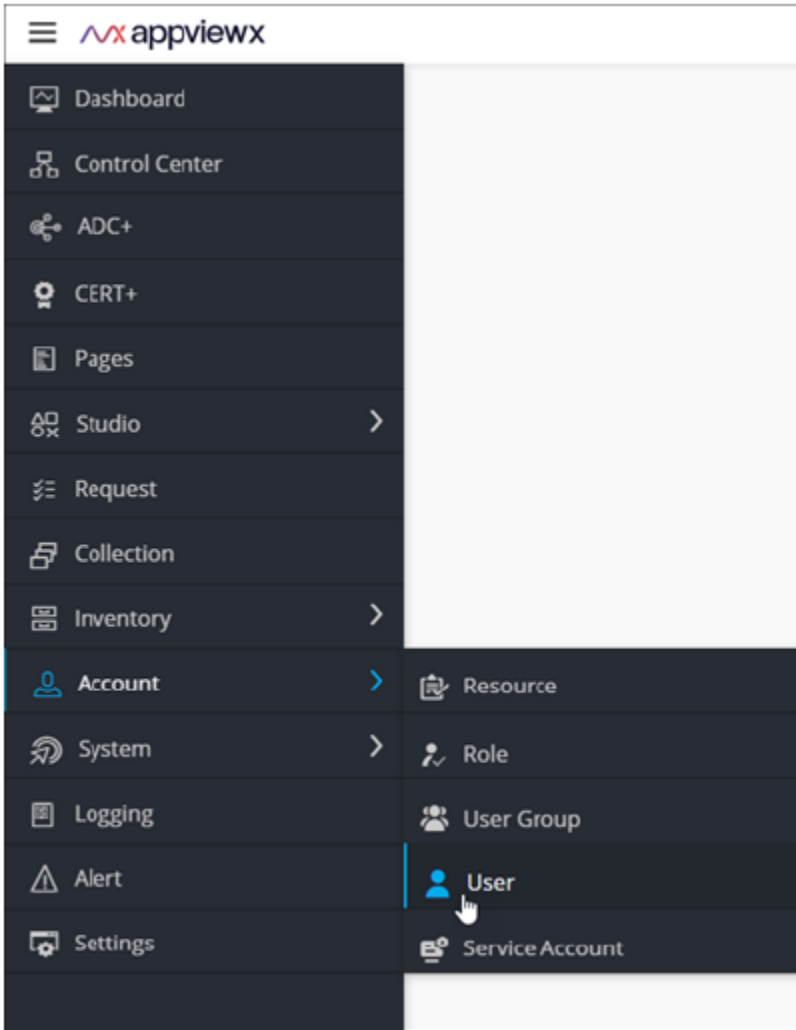 appviewx
Dashboard
Control Center
ADC+
CERT+
Pages
Studio
Request
Collection
Inventory
Account
Resource
System
Role
Logging
User Group
Alert
User
Settings
Service Account